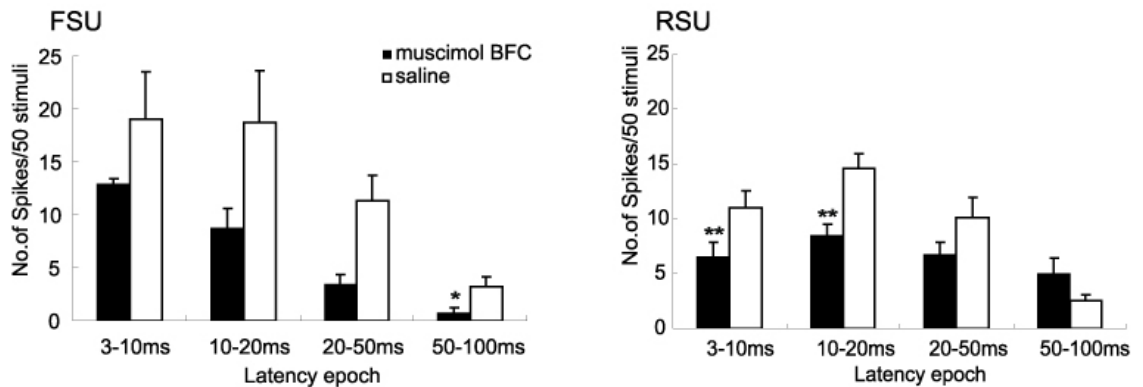 FSU
muscimol BFC
saline
No.of Spikes/50 stimuli
25
20
15
10
5
0
*
3-10ms 10-20ms 20-50ms 50-100ms
Latency epoch
RSU
No.of Spikes/50 stimuli
25
20
15
10
5
0
** **
3-10ms 10-20ms 20-50ms 50-100ms
Latency epoch